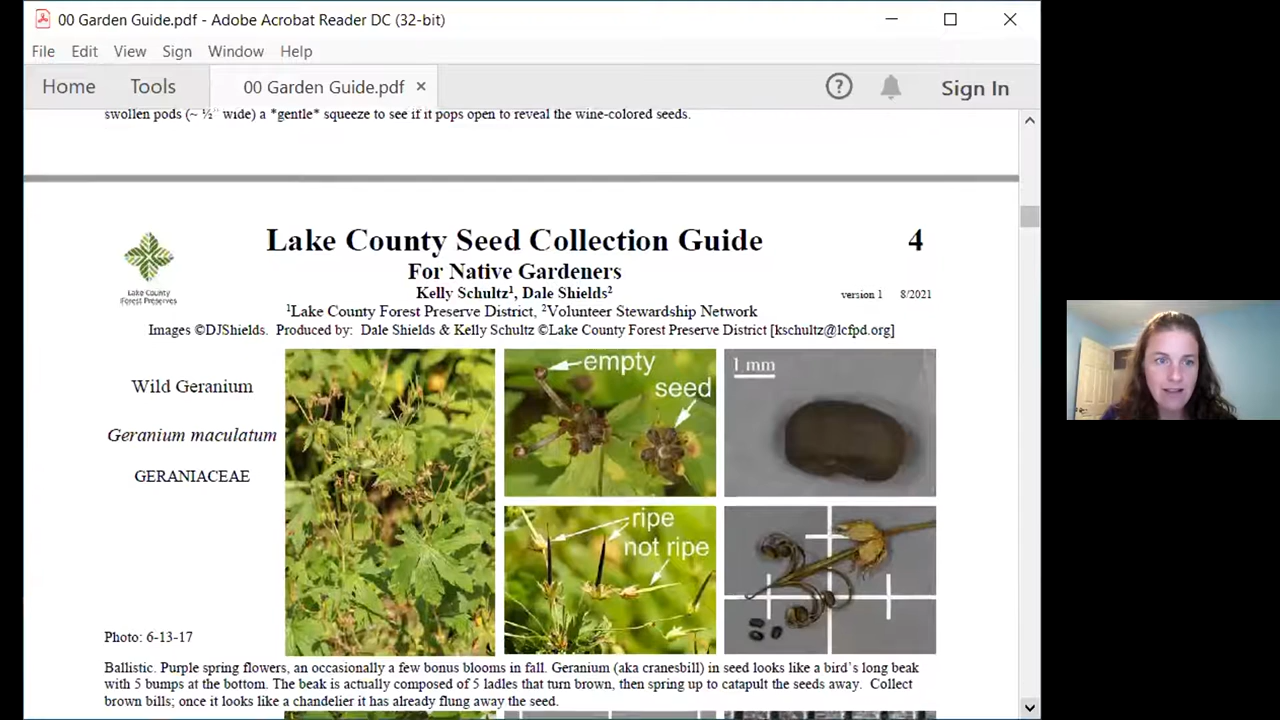 00 Garden Guide.pdf - Adobe Acrobat Reader DC (32-bit)
File Edit View Sign Window Help
Home Tools 00 Garden Guide.pdf × Sign In
swollen pods (~ ½” wide) a *gentle* squeeze to see if it pops open to reveal the wine-colored seeds.
Lake County Seed Collection Guide 4
For Native Gardeners
Kelly Schultz¹, Dale Shields²
version 1 8/2021
Lake County
Forest Preserves
¹Lake County Forest Preserve District, ²Volunteer Stewardship Network
Images ©DJShields. Produced by: Dale Shields & Kelly Schultz ©Lake County Forest Preserve District [kschultz@lcfpd.org]
Wild Geranium
Geranium maculatum
GERANIACEAE
empty
seed
1 mm
ripe
not ripe
Photo: 6-13-17
Ballistic. Purple spring flowers, an occasionally a few bonus blooms in fall. Geranium (aka cranesbill) in seed looks like a bird’s long beak
with 5 bumps at the bottom. The beak is actually composed of 5 ladles that turn brown, then spring up to catapult the seeds away. Collect
brown bills; once it looks like a chandelier it has already flung away the seed.